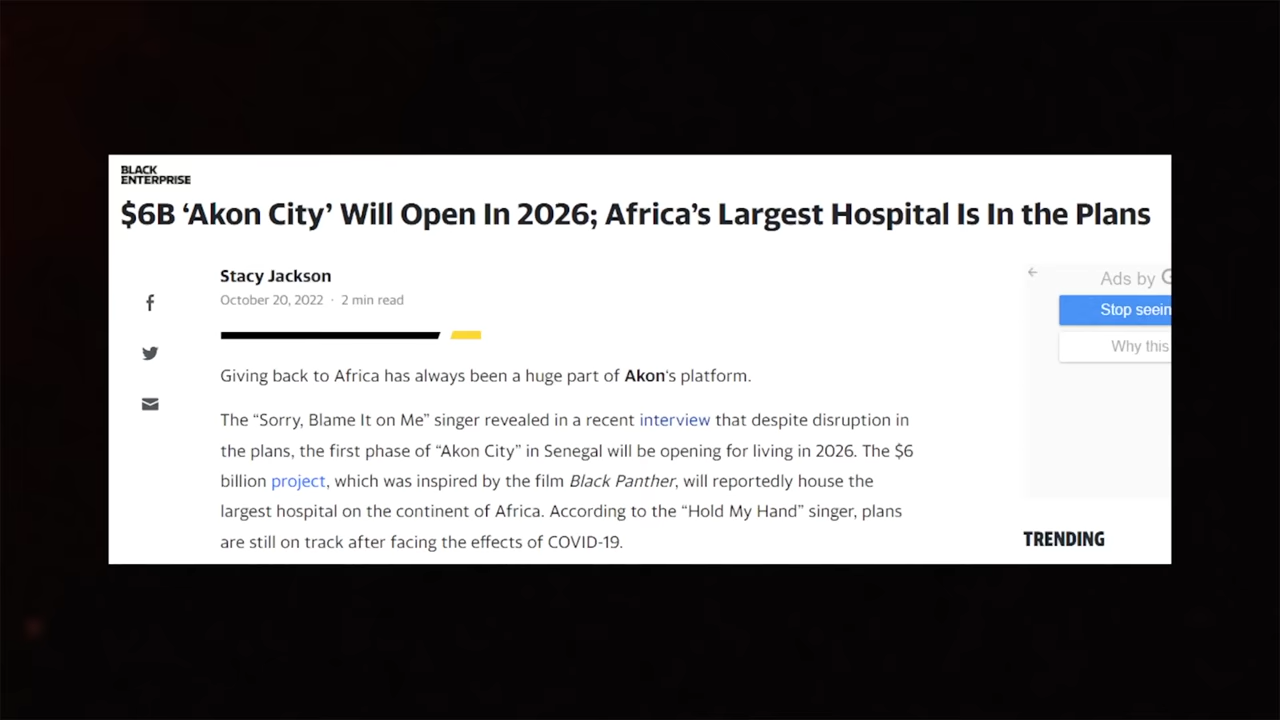 BLACK
ENTERPRISE
$6B ‘Akon City’ Will Open In 2026; Africa’s Largest Hospital Is In the Plans
Stacy Jackson
October 20, 2022 · 2 min read
Giving back to Africa has always been a huge part of Akon‘s platform.
The “Sorry, Blame It on Me” singer revealed in a recent interview that despite disruption in
the plans, the first phase of “Akon City” in Senegal will be opening for living in 2026. The $6
billion project, which was inspired by the film Black Panther, will reportedly house the
largest hospital on the continent of Africa. According to the “Hold My Hand” singer, plans
are still on track after facing the effects of COVID-19.
Ads by
Stop
Why this
TRENDING